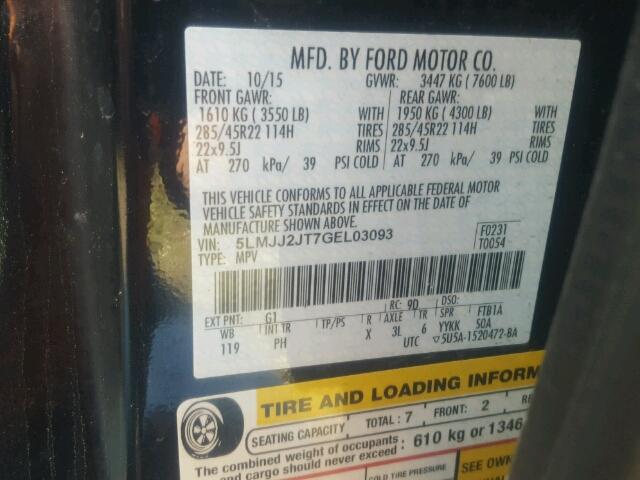 MFD. BY FORD MOTOR CO.
DATE: 10/15 GVWR: 3447 KG (7600 LB)
FRONT GAWR: REAR GAWR:
1610 KG (3550 LB) WITH 1950 KG (4300 LB) WITH
285/45R22 114H TIRES 285/45R22 114H TIRES
22x9.5J RIMS 22x9.5J RIMS
AT 270 kPa/ 39 PSI COLD AT 270 kPa/ 39 PSI COLD
THIS VEHICLE CONFORMS TO ALL APPLICABLE FEDERAL MOTOR
VEHICLE SAFETY STANDARDS IN EFFECT ON THE DATE OF
MANUFACTURE SHOWN ABOVE.
VIN: 5LMJJ2JT7GEL03093 F0231
TYPE: MPV T0054
EXT PNT: G1 RC: 9D DSO:
WB INT TR TP/PS R AXLE TR SPR FTB1A
119 PH X 3L 6 YYKK 50A
UTC ▽5U5A-1520472-BA
TIRE AND LOADING INFORM
SEATING CAPACITY TOTAL: 7 FRONT: 2 RE
The combined weight of occupants
and cargo should never exceed: 610 kg or 1346
COLD TIRE PRESSURE SEE OWN